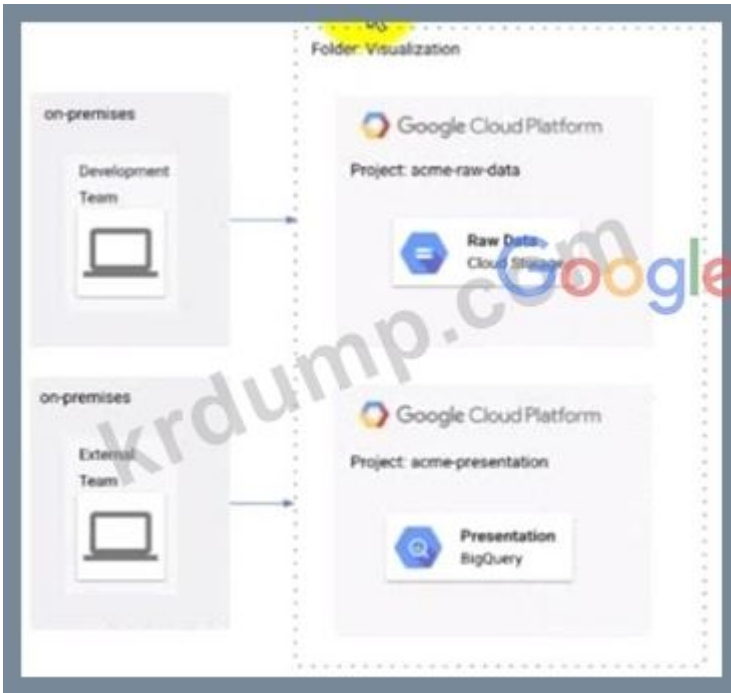 Folder: Visualization
on-premises
Development
Team
Google Cloud Platform
Project: acme-raw-data
Raw Data
Cloud Storage
Google
krdump.com
on-premises
External
Team
Google Cloud Platform
Project: acme-presentation
Presentation
BigQuery